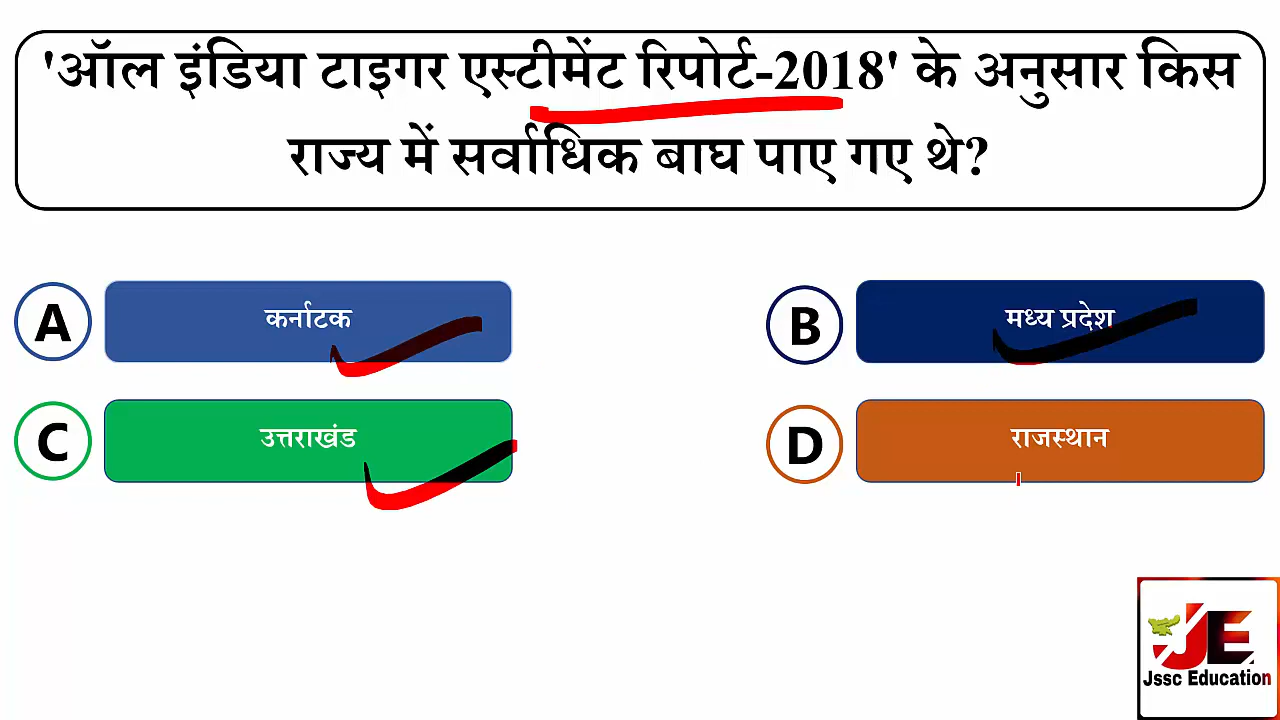 'ऑल इंडिया टाइगर एस्टीमेंट रिपोर्ट-2018' के अनुसार किस
राज्य में सर्वाधिक बाघ पाए गए थे?
A कर्नाटक
B मध्य प्रदेश
C उत्तराखंड
D राजस्थान
JE
Jssc Education